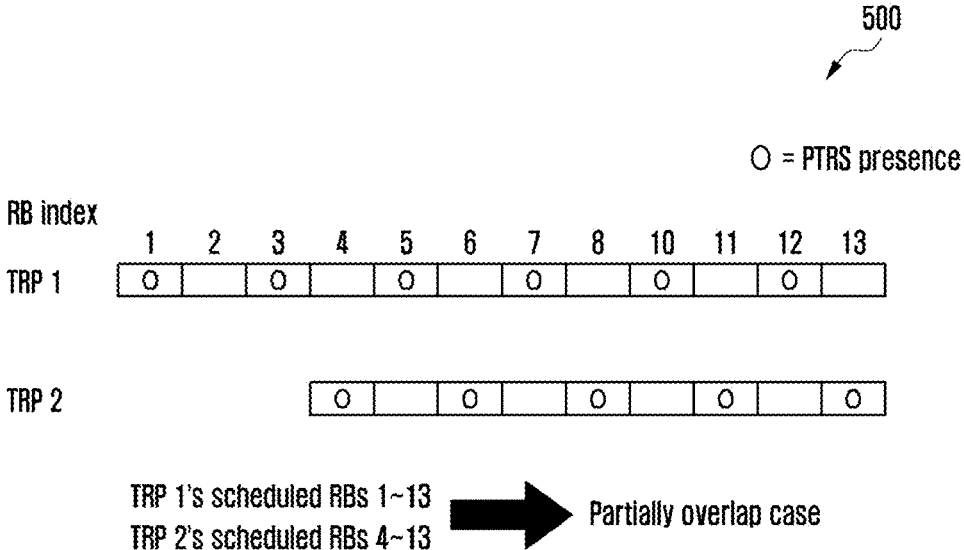 500
O = PTRS presence
RB index
1 2 3 4 5 6 7 8 10 11 12 13
TRP 1 O O O O O O
TRP 2 O O O O O
TRP 1's scheduled RBs 1~13
TRP 2's scheduled RBs 4~13
Partially overlap case